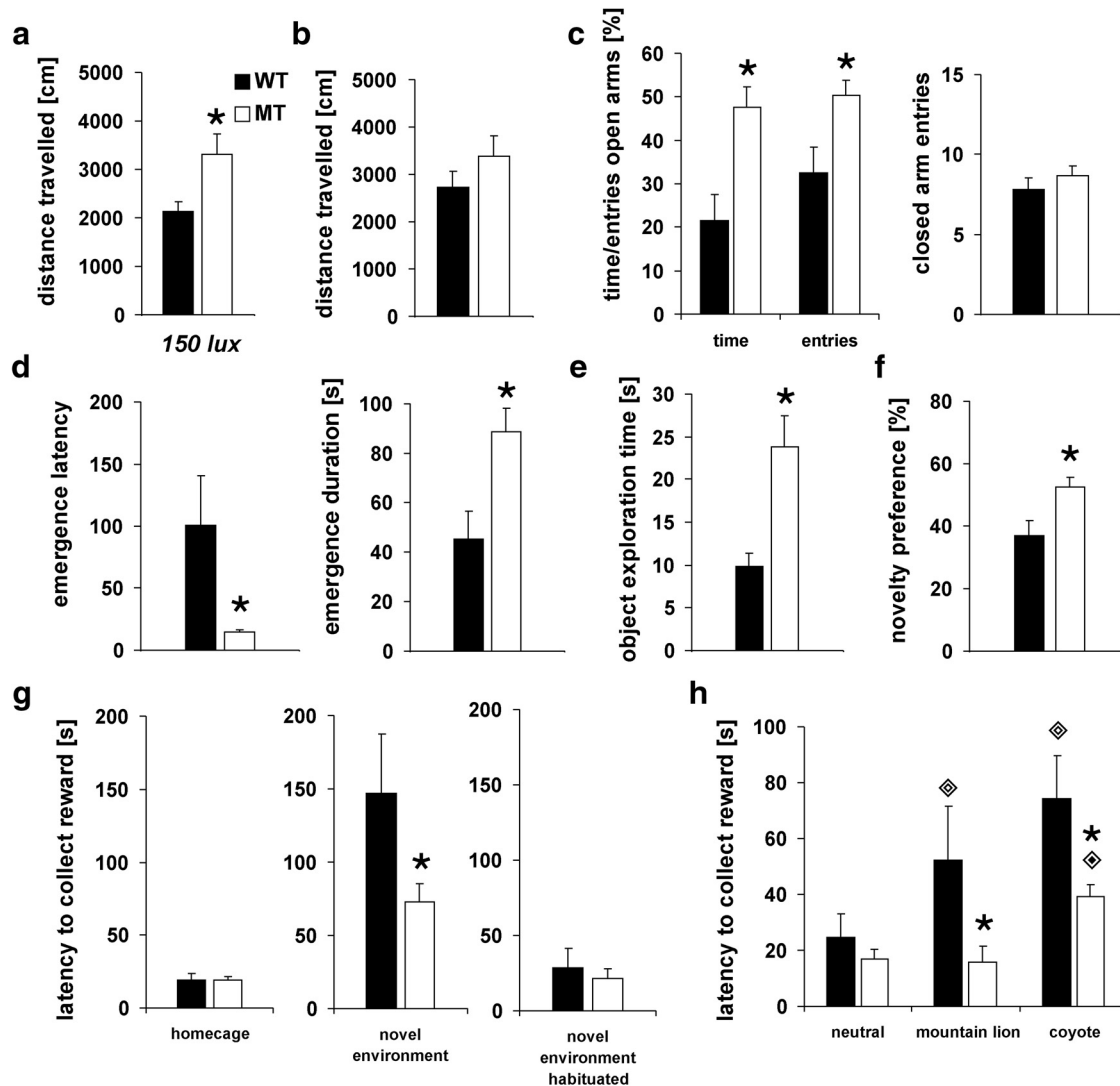 a
distance travelled [cm]
5000
4000
3000
2000
1000
0
*
WT
MT
150 lux
b
distance travelled [cm]
5000
4000
3000
2000
1000
0
c
time/entries open arms [%]
60
50
40
30
20
10
0
*
*
time
entries
closed arm entries
15
10
5
0
d
emergence latency
200
150
100
50
0
*
emergence duration [s]
100
80
60
40
20
0
*
e
object exploration time [s]
30
25
20
15
10
5
0
*
f
novelty preference [%]
80
60
40
20
0
*
g
latency to collect reward [s]
200
150
100
50
0
homecage
200
150
100
50
0
*
novel
environment
200
150
100
50
0
novel
environment
habituated
h
latency to collect reward [s]
100
80
60
40
20
0
*
*
neutral
mountain lion
coyote